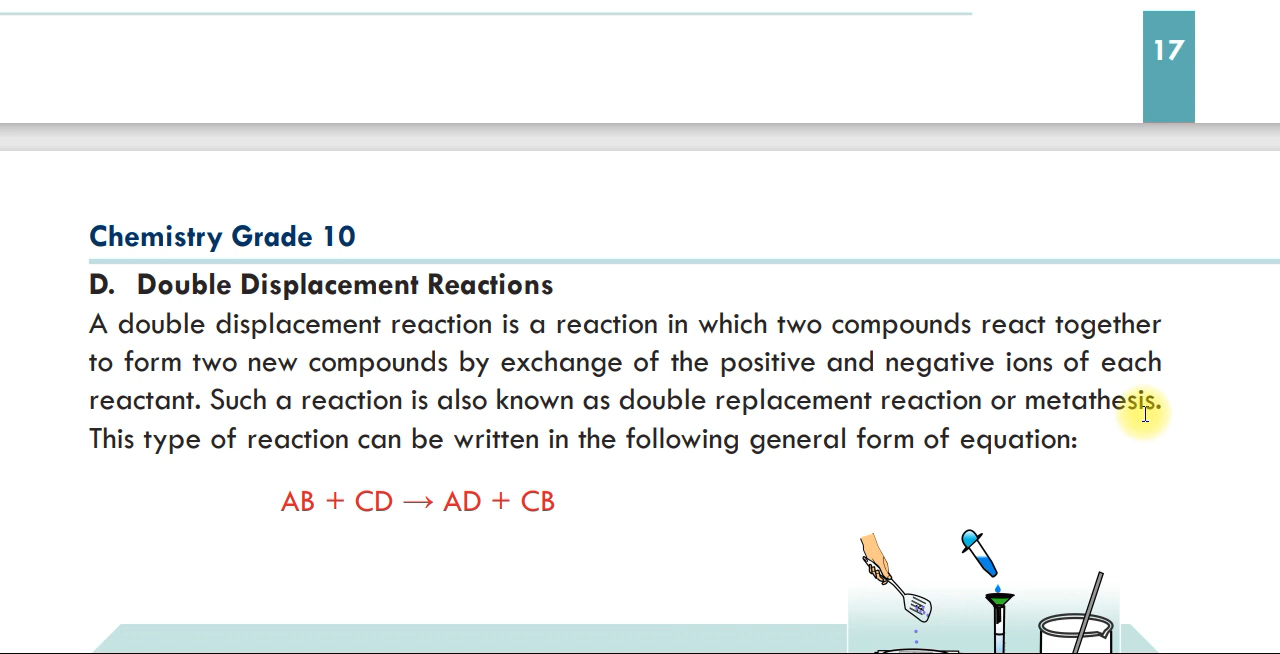 17
Chemistry Grade 10
D. Double Displacement Reactions
A double displacement reaction is a reaction in which two compounds react together
to form two new compounds by exchange of the positive and negative ions of each
reactant. Such a reaction is also known as double replacement reaction or metathesis.
This type of reaction can be written in the following general form of equation:
AB + CD → AD + CB